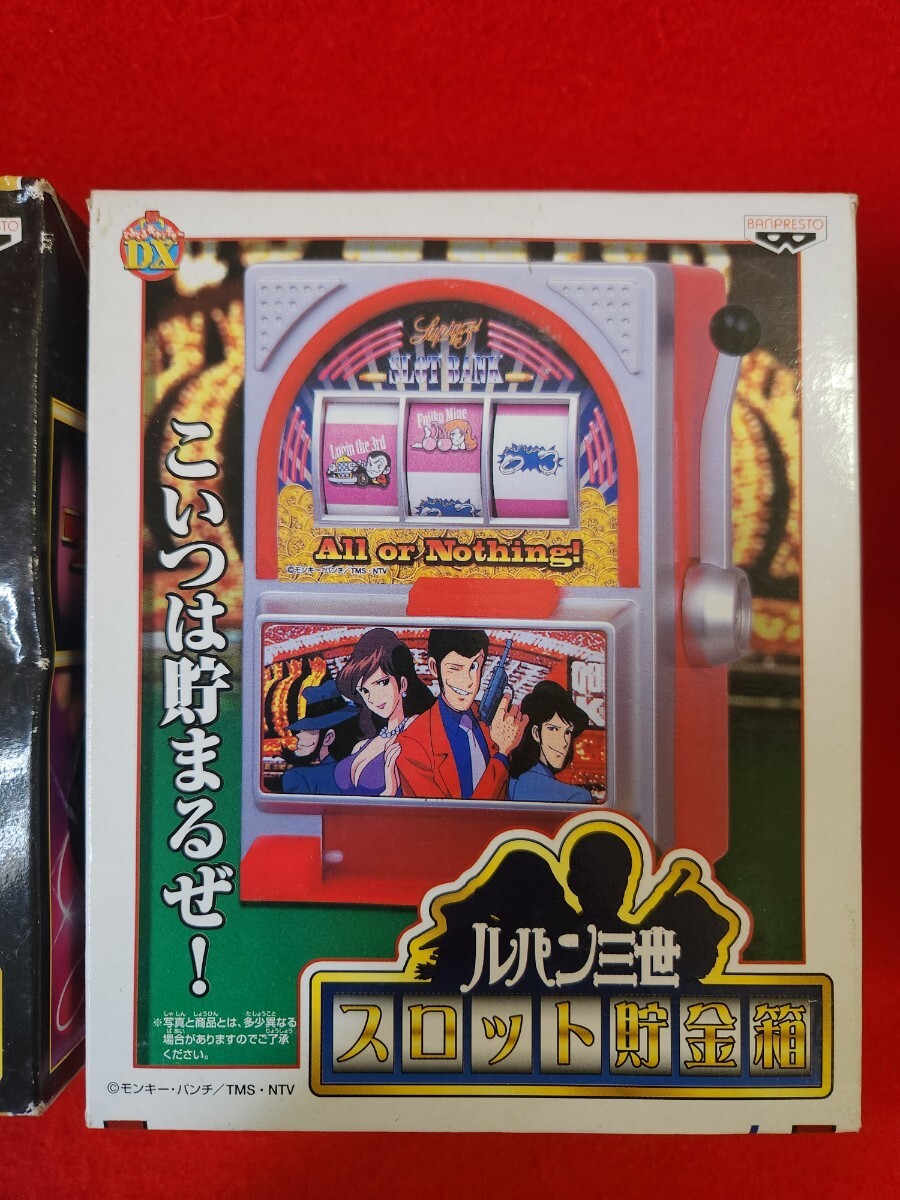 PRESTO
DX
BANPRESTO
こいつは貯まるぜ！
Lupin the 3rd
SLOT BANK
Lupin the 3rd
Fujiko Mine
All or Nothing!
©モンキー・パンチ／TMS・NTV
ルパン三世
スロット貯金箱
※写真と商品とは、多少異なる
場合がありますのでご了承
ください。
©モンキー・パンチ／TMS・NTV